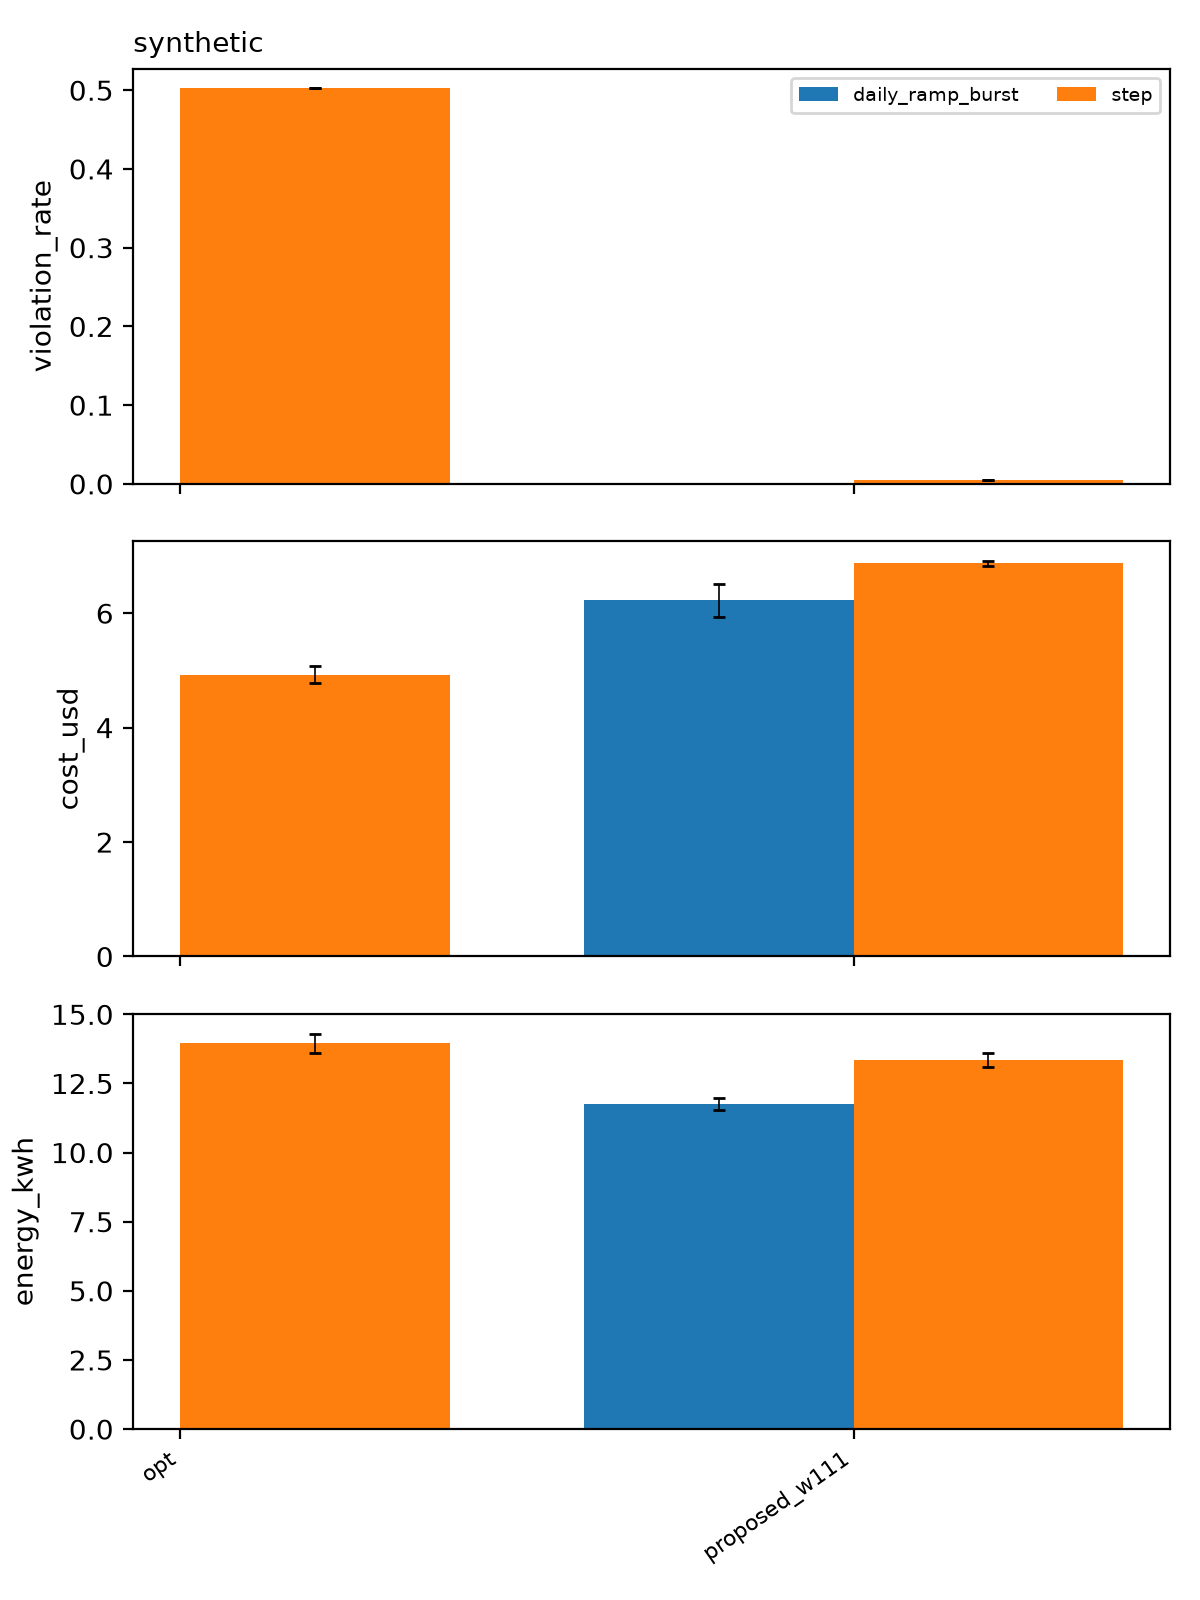 synthetic
daily_ramp_burst step
violation_rate
0.5
0.4
0.3
0.2
0.1
0.0
cost_usd
6
4
2
0
energy_kwh
15.0
12.5
10.0
7.5
5.0
2.5
0.0
opt
proposed_w111